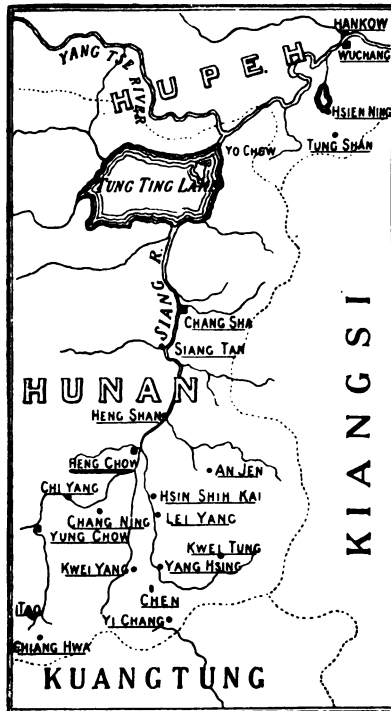 HANKOW
YANG TSE RIVER
HUPEH
WUCHANG
HSIEN NING
TUNG SHAN
YO CHOW
TUNG TING LAKE
SIANG R.
CHANG SHA
SIANG TAN
KIANGSI
HUNAN
HENG SHAN
HENG CHOW
AN JEN
CHI YANG
HSIN SHIH KAI
CHANG NING
LEI YANG
YUNG CHOW
KWEI TUNG
KWEI YANG
YANG HSING
CHEN
TAO
YI CHANG
CHIANG HWA
KUANGTUNG